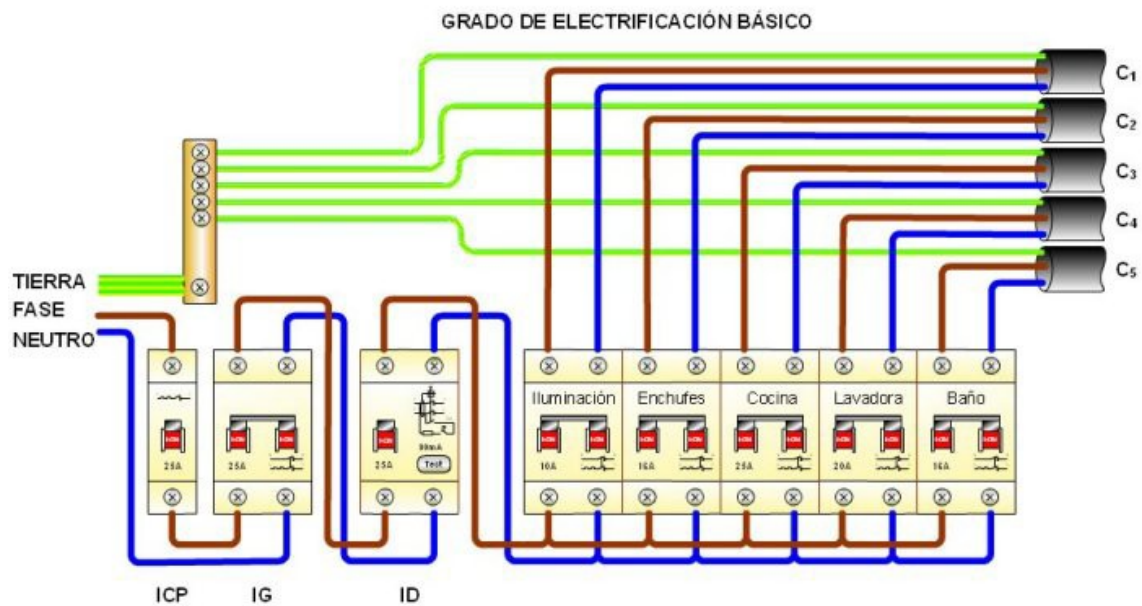 GRADO DE ELECTRIFICACIÓN BÁSICO
C1
C2
C3
C4
C5
TIERRA
FASE
NEUTRO
Iluminación Enchufes Cocina Lavadora Baño
25A 25A 25A 10A 16A 25A 20A 16A
Test
ICP IG ID